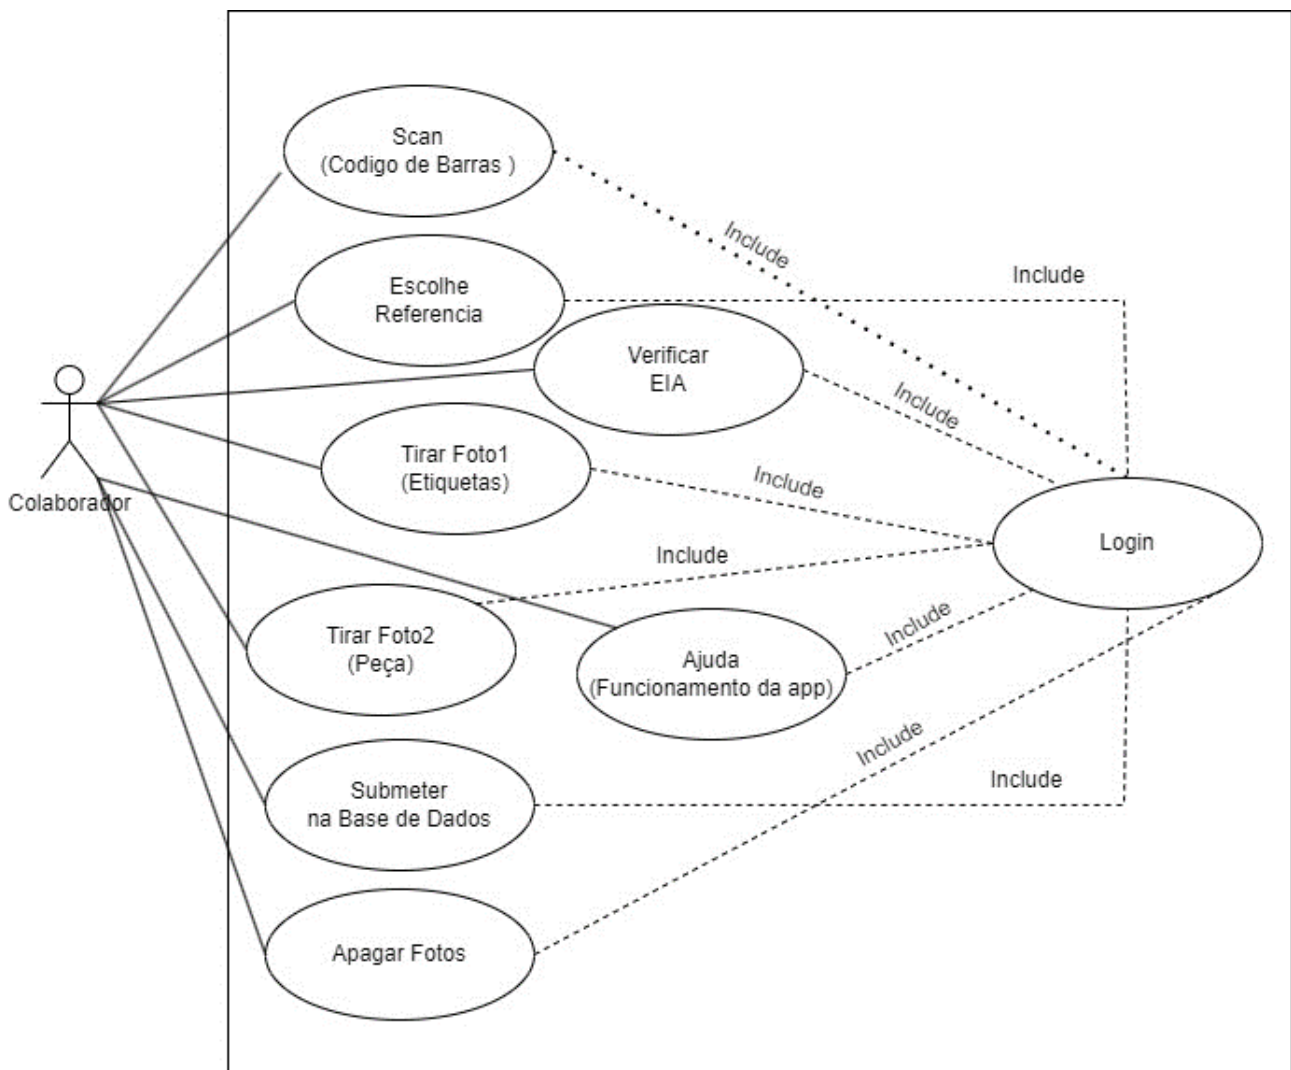 Scan
(Codigo de Barras )
Include
Escolhe
Referencia
Include
Verificar
EIA
Include
Colaborador
Tirar Foto1
(Etiquetas)
Include
Include
Login
Tirar Foto2
(Peça)
Ajuda
(Funcionamento da app)
Include
Include
Submeter
na Base de Dados
Include
Apagar Fotos